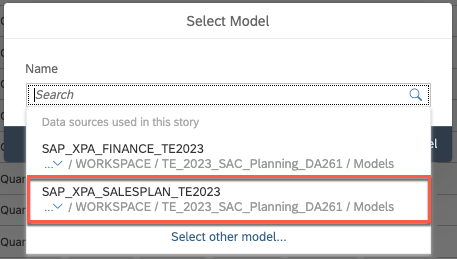 Select Model
Name
Search
Data sources used in this story
SAP_XPA_FINANCE_TE2023
... / WORKSPACE / TE_2023_SAC_Planning_DA261 / Models
SAP_XPA_SALESPLAN_TE2023
... / WORKSPACE / TE_2023_SAC_Planning_DA261 / Models
Select other model...
Quar
Quar
Quar
Quar